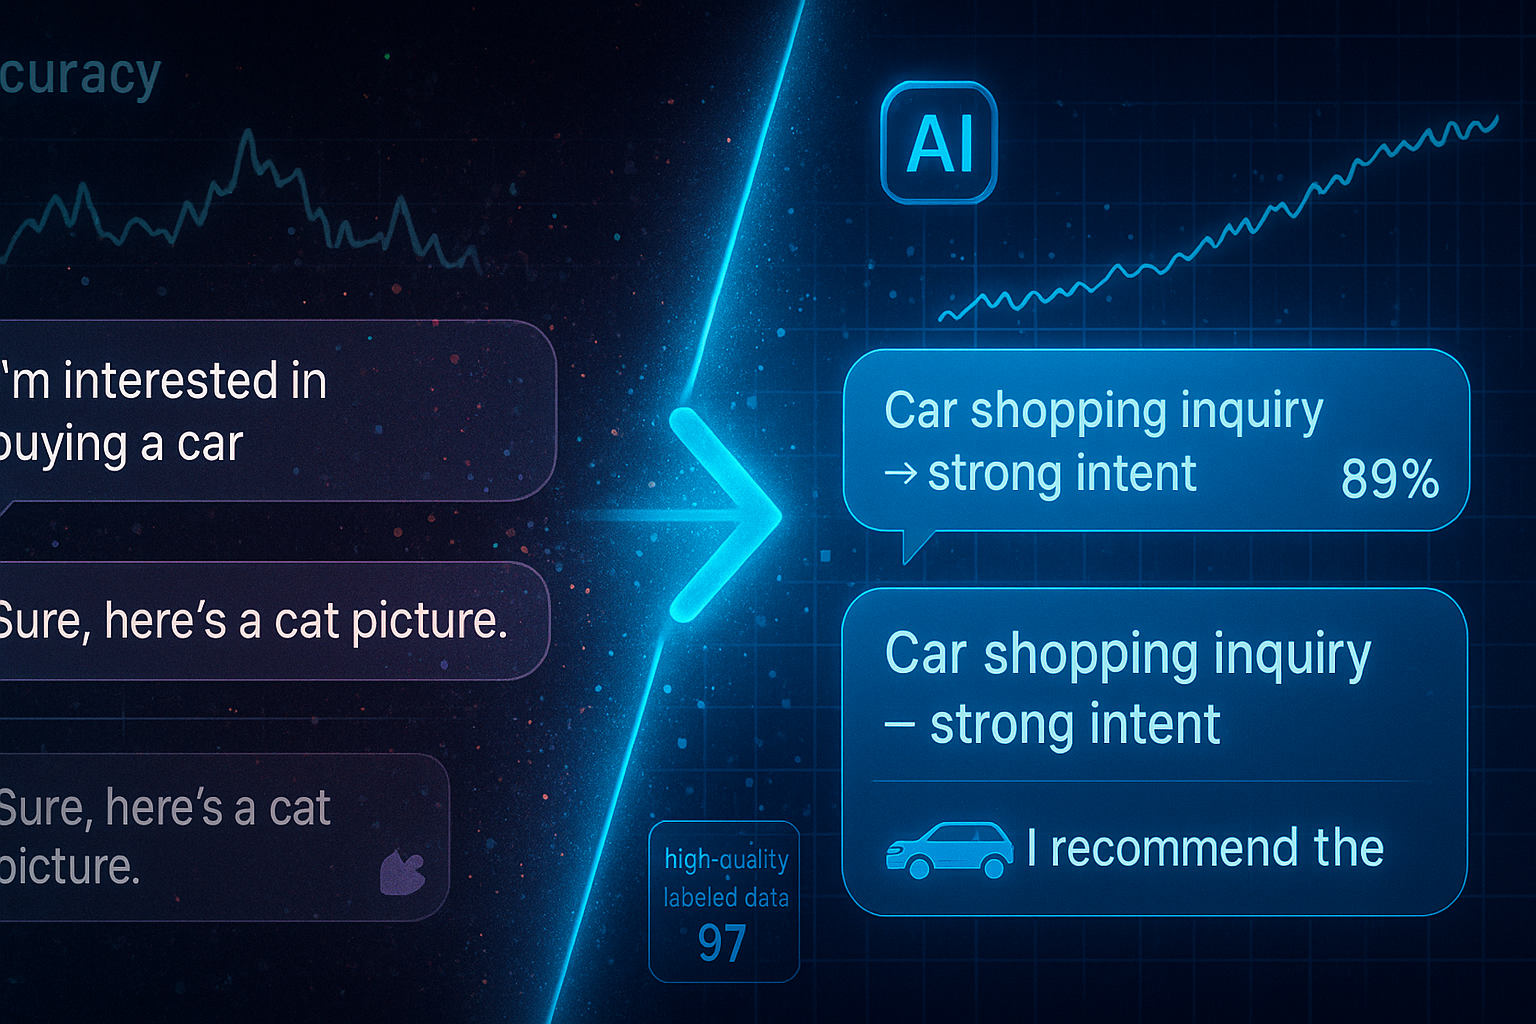 curacy
'm interested in
buying a car
Sure, here's a cat picture.
Sure, here's a cat
picture.
AI
Car shopping inquiry
→ strong intent 89%
Car shopping inquiry
– strong intent
I recommend the
high-quality
labeled data
97